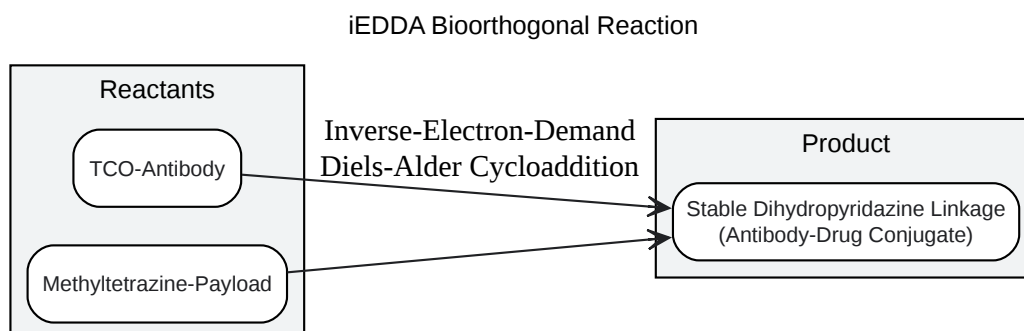 iEDDA Bioorthogonal Reaction
Reactants
TCO-Antibody
Methyltetrazine-Payload
Inverse-Electron-Demand
Diels-Alder Cycloaddition
Product
Stable Dihydropyridazine Linkage
(Antibody-Drug Conjugate)